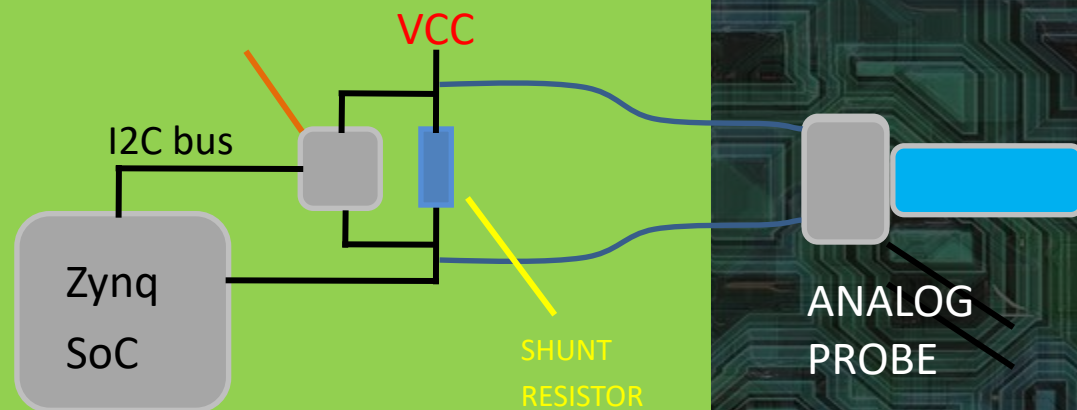 VCC
I2C bus
Zynq
SoC
SHUNT
RESISTOR
ANALOG
PROBE